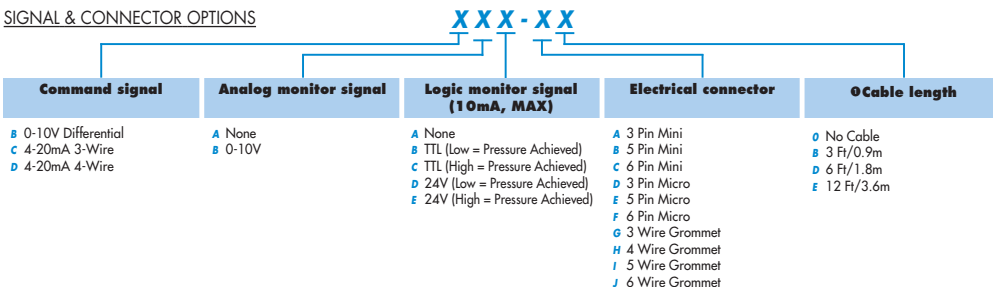 SIGNAL & CONNECTOR OPTIONS
X X X - X X
Command signal
B 0-10V Differential
C 4-20mA 3-Wire
D 4-20mA 4-Wire
Analog monitor signal
A None
B 0-10V
Logic monitor signal
(10mA, MAX)
A None
B TTL (Low = Pressure Achieved)
C TTL (High = Pressure Achieved)
D 24V (Low = Pressure Achieved)
E 24V (High = Pressure Achieved)
Electrical connector
A 3 Pin Mini
B 5 Pin Mini
C 6 Pin Mini
D 3 Pin Micro
E 5 Pin Micro
F 6 Pin Micro
G 3 Wire Grommet
H 4 Wire Grommet
I 5 Wire Grommet
J 6 Wire Grommet
❶Cable length
0 No Cable
B 3 Ft/0.9m
D 6 Ft/1.8m
E 12 Ft/3.6m